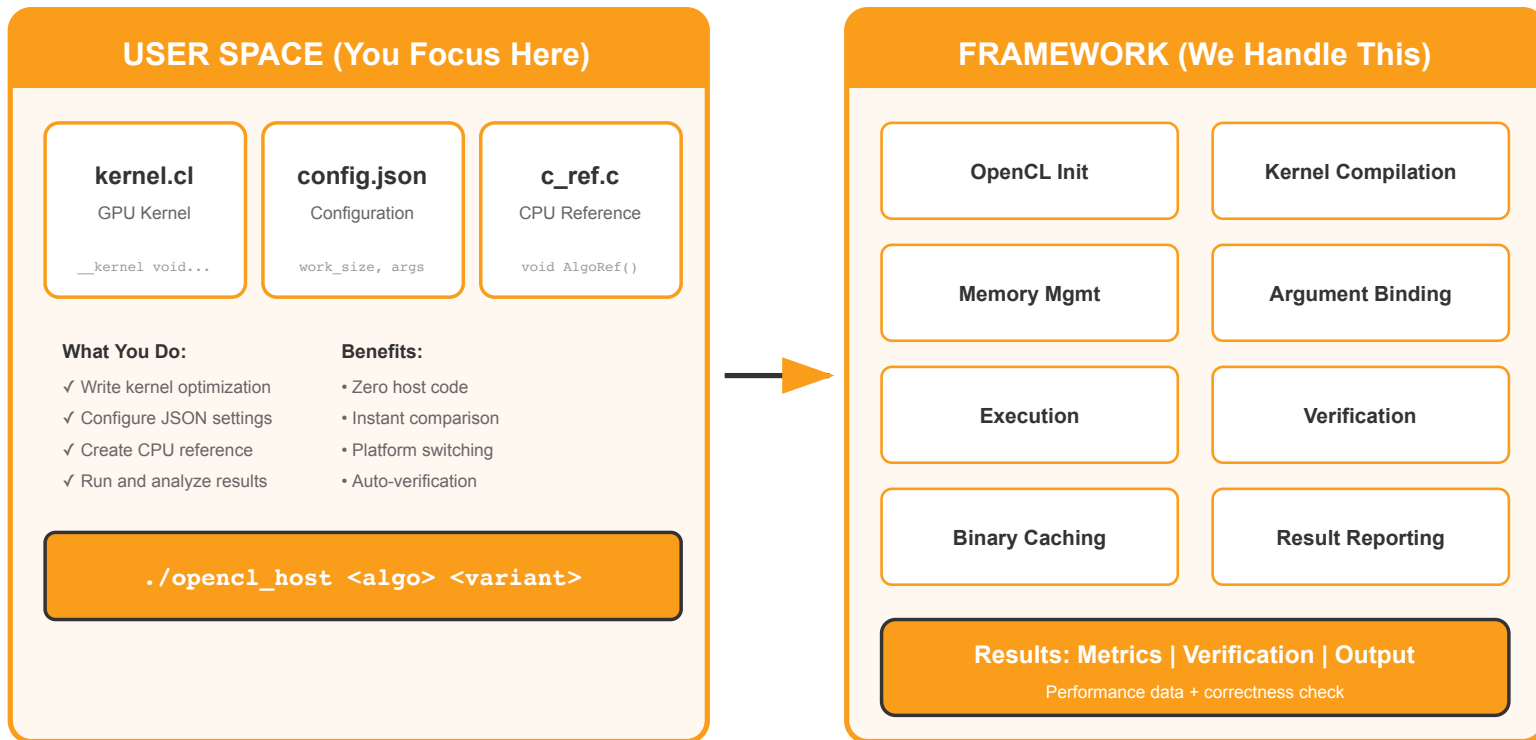 USER SPACE (You Focus Here)
kernel.cl
GPU Kernel
__kernel void...
config.json
Configuration
work_size, args
c_ref.c
CPU Reference
void AlgoRef()
What You Do:
✓ Write kernel optimization
✓ Configure JSON settings
✓ Create CPU reference
✓ Run and analyze results
Benefits:
• Zero host code
• Instant comparison
• Platform switching
• Auto-verification
./opencl_host <algo> <variant>
FRAMEWORK (We Handle This)
OpenCL Init
Kernel Compilation
Memory Mgmt
Argument Binding
Execution
Verification
Binary Caching
Result Reporting
Results: Metrics | Verification | Output
Performance data + correctness check